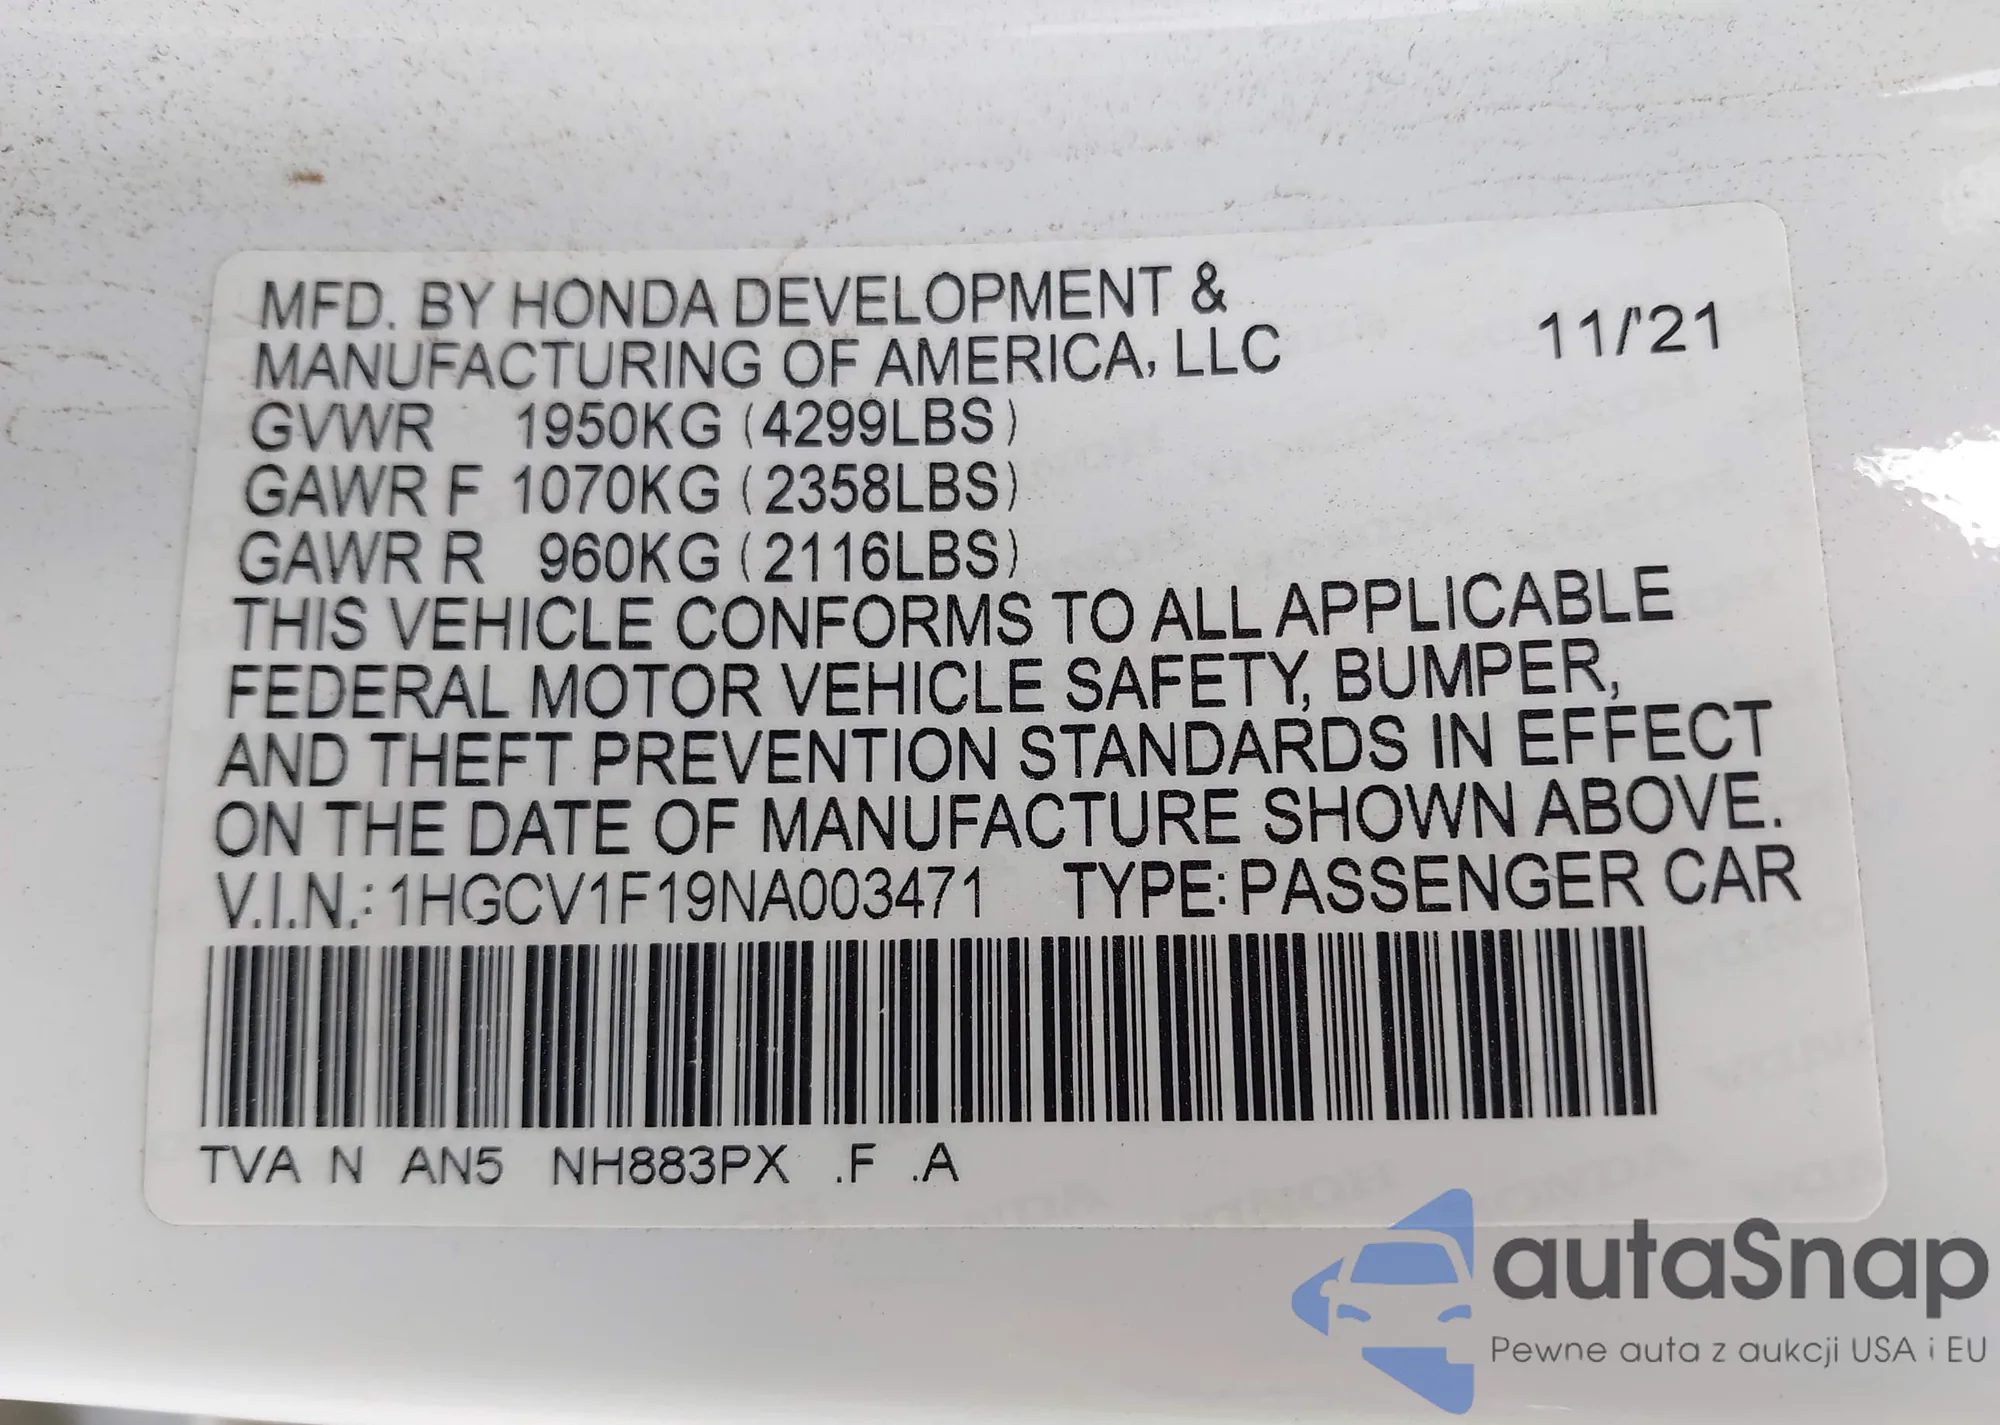 MFD. BY HONDA DEVELOPMENT &
MANUFACTURING OF AMERICA, LLC
11/'21
GVWR 1950KG (4299LBS)
GAWR F 1070KG (2358LBS)
GAWR R 960KG (2116LBS)
THIS VEHICLE CONFORMS TO ALL APPLICABLE
FEDERAL MOTOR VEHICLE SAFETY, BUMPER,
AND THEFT PREVENTION STANDARDS IN EFFECT
ON THE DATE OF MANUFACTURE SHOWN ABOVE.
V.I.N.: 1HGCV1F19NA003471 TYPE: PASSENGER CAR
TVA N AN5 NH883PX .F .A
autaSnap
Pewne auta z aukcji USA i EU